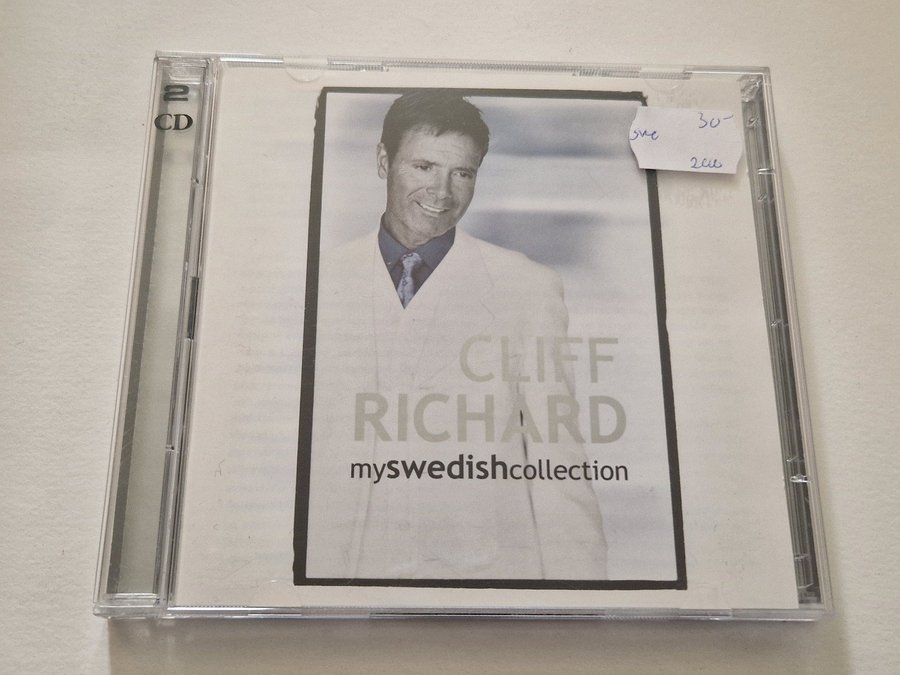 2
CD
30-
CLIFF
RICHARD
myswedishcollection